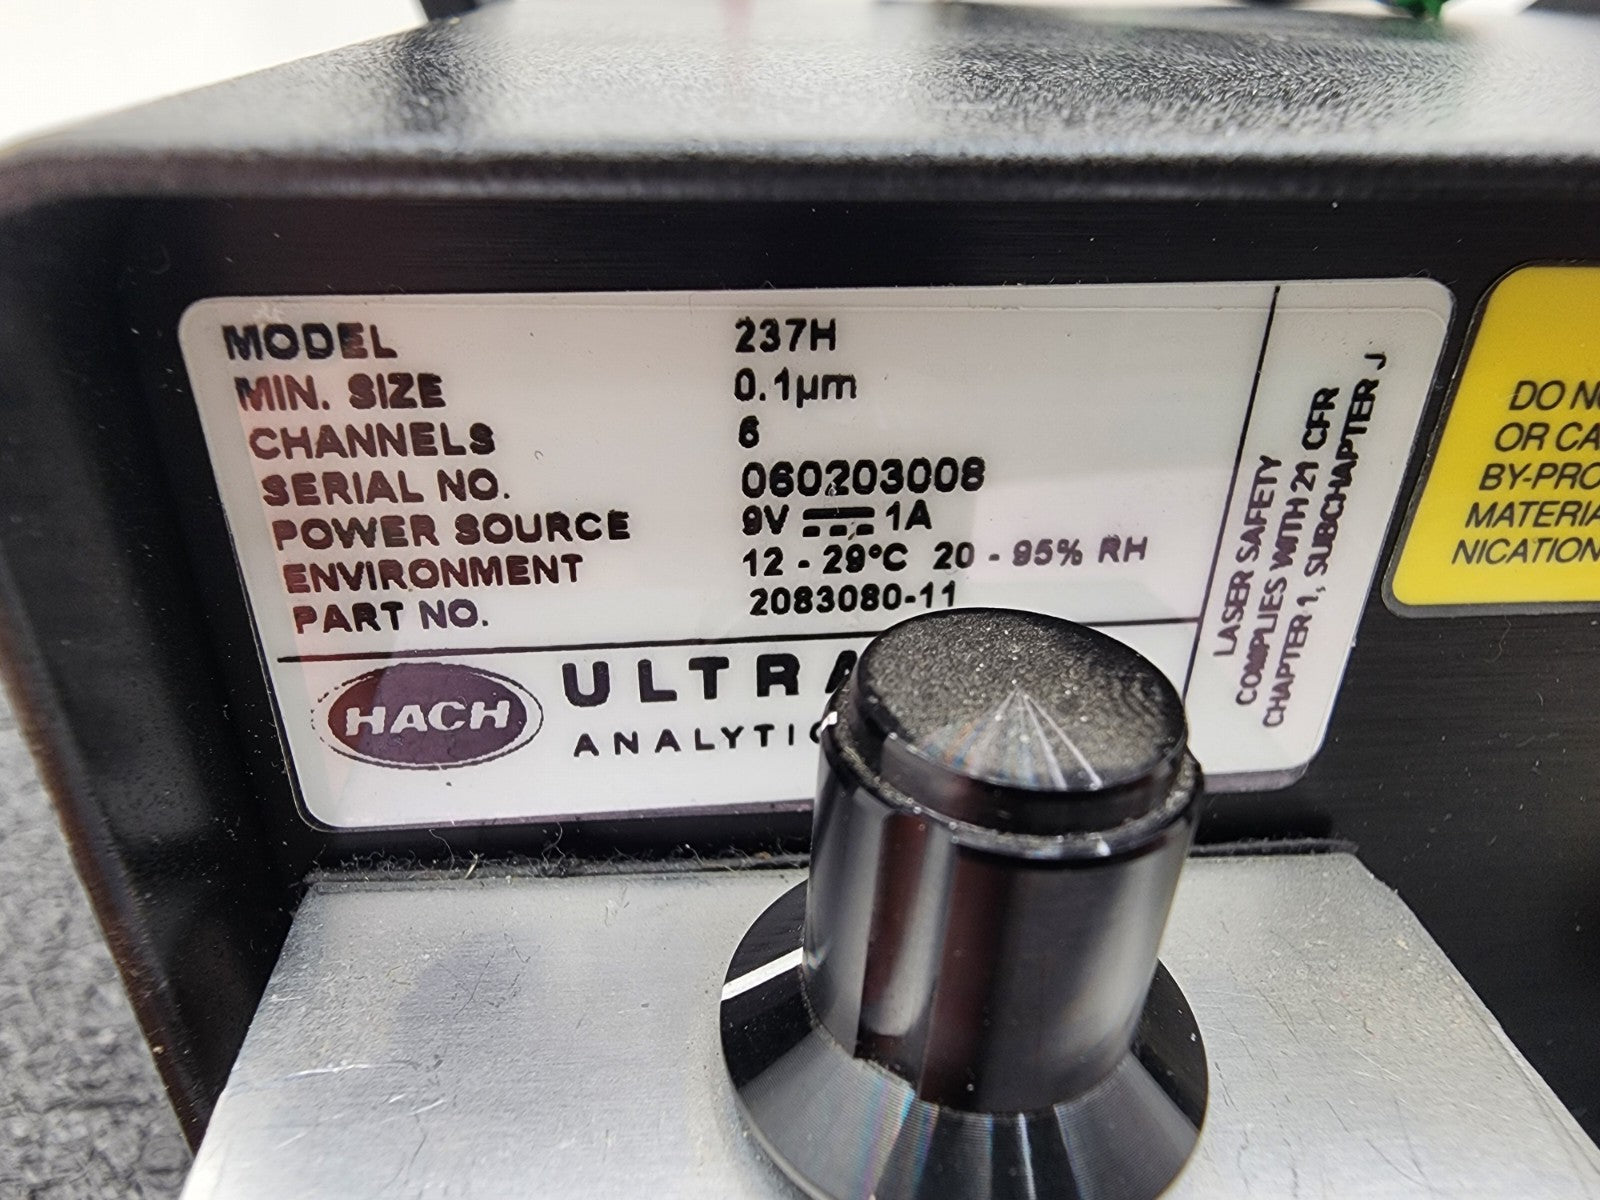 MODEL 237H
MIN. SIZE 0.1µm
CHANNELS 6
SERIAL NO. 060203008
POWER SOURCE 9V 1A
ENVIRONMENT 12 - 29°C 20 - 95% RH
PART NO. 2083080-11
HACH
ULTRA
ANALYTIC
LASER SAFETY
COMPLIES WITH 21 CFR
CHAPTER 1, SUBCHAPTER J
DO
OR CA
BY-PRO
MATERIA
NICATION